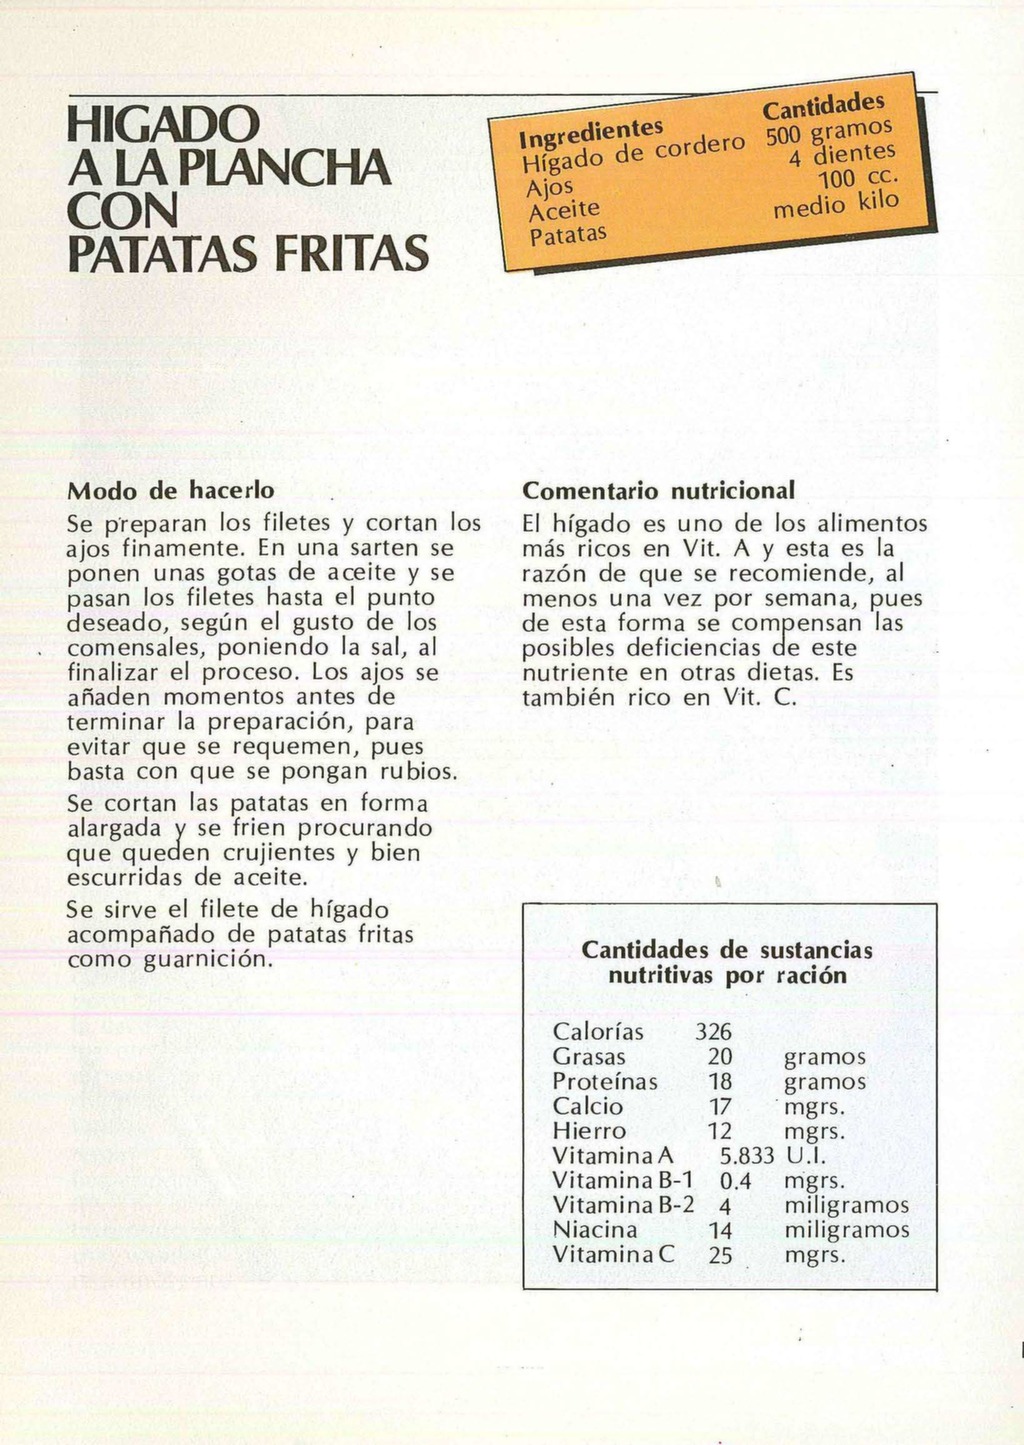 HIGADO
A LA PLANCHA
CON
PATATAS FRITAS
Ingredientes Cantidades
Hígado de cordero 500 gramos
Ajos 4 dientes
Aceite 100 cc.
Patatas medio kilo
Modo de hacerlo
Se preparan los filetes y cortan los
ajos finamente. En una sarten se
ponen unas gotas de aceite y se
pasan los filetes hasta el punto
deseado, según el gusto de los
comensales, poniendo la sal, al
finalizar el proceso. Los ajos se
añaden momentos antes de
terminar la preparación, para
evitar que se requemen, pues
basta con que se pongan rubios.
Se cortan las patatas en forma
alargada y se frien procurando
que queden crujientes y bien
escurridas de aceite.
Se sirve el filete de hígado
acompañado de patatas fritas
como guarnición.
Comentario nutricional
El hígado es uno de los alimentos
más ricos en Vit. A y esta es la
razón de que se recomiende, al
menos una vez por semana, pues
de esta forma se compensan las
posibles deficiencias de este
nutriente en otras dietas. Es
también rico en Vit. C.
Cantidades de sustancias
nutritivas por ración
Calorías 326
Grasas 20 gramos
Proteínas 18 gramos
Calcio 17 mgrs.
Hierro 12 mgrs.
Vitamina A 5.833 U.I.
Vitamina B-1 0.4 mgrs.
Vitamina B-2 4 miligramos
Niacina 14 miligramos
Vitamina C 25 mgrs.